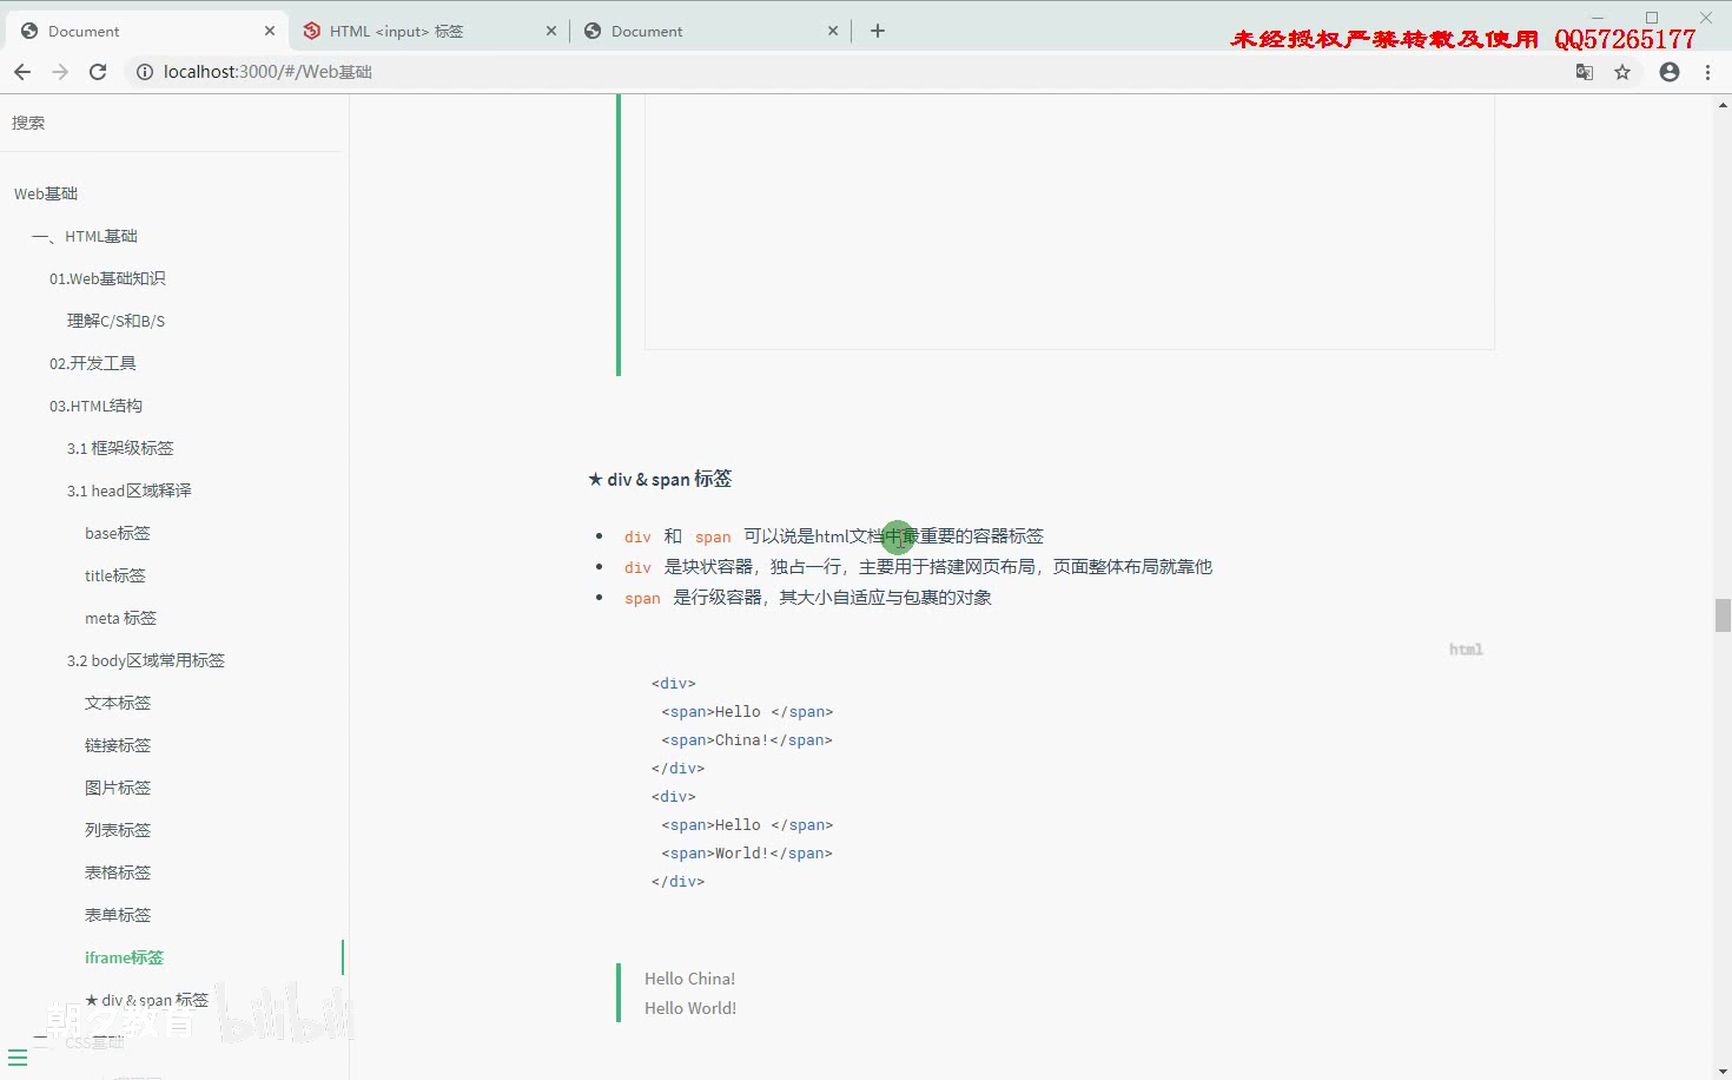 Document
HTML <input> 标签
Document
未经授权严禁转载及使用 QQ57265177
localhost:3000/#/Web基础
搜索
Web基础
一、HTML基础
01.Web基础知识
理解C/S和B/S
02.开发工具
03.HTML结构
3.1 框架级标签
3.1 head区域释译
base标签
title标签
meta 标签
3.2 body区域常用标签
文本标签
链接标签
图片标签
列表标签
表格标签
表单标签
iframe标签
★ div & span 标签
二、CSS基础
朝夕教育 bilibili
★ div & span 标签
div 和 span 可以说是html文档中最重要的容器标签
div 是块状容器，独占一行，主要用于搭建网页布局，页面整体布局就靠他
span 是行级容器，其大小自适应与包裹的对象
html
<div>
<span>Hello </span>
<span>China!</span>
</div>
<div>
<span>Hello </span>
<span>World!</span>
</div>
Hello China!
Hello World!